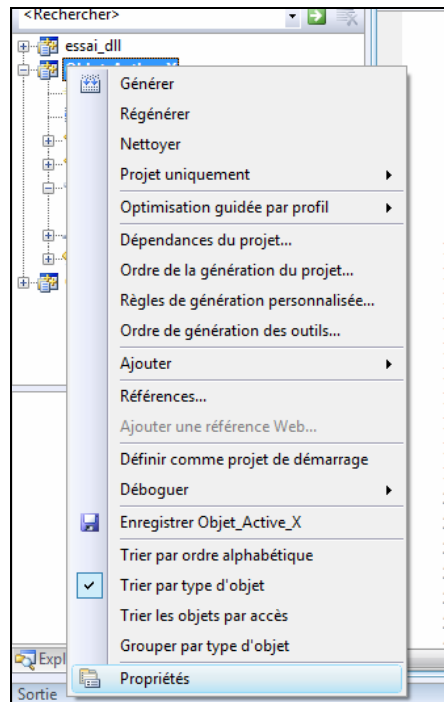 <Rechercher>
essai_dll
Objet_Active_X
Générer
Régénérer
Nettoyer
Projet uniquement
Optimisation guidée par profil
Dépendances du projet...
Ordre de la génération du projet...
Règles de génération personnalisée...
Ordre de génération des outils...
Ajouter
Références...
Ajouter une référence Web...
Définir comme projet de démarrage
Déboguer
Enregistrer Objet_Active_X
Trier par ordre alphabétique
Trier par type d'objet
Trier les objets par accès
Grouper par type d'objet
Expl
Propriétés
Sortie